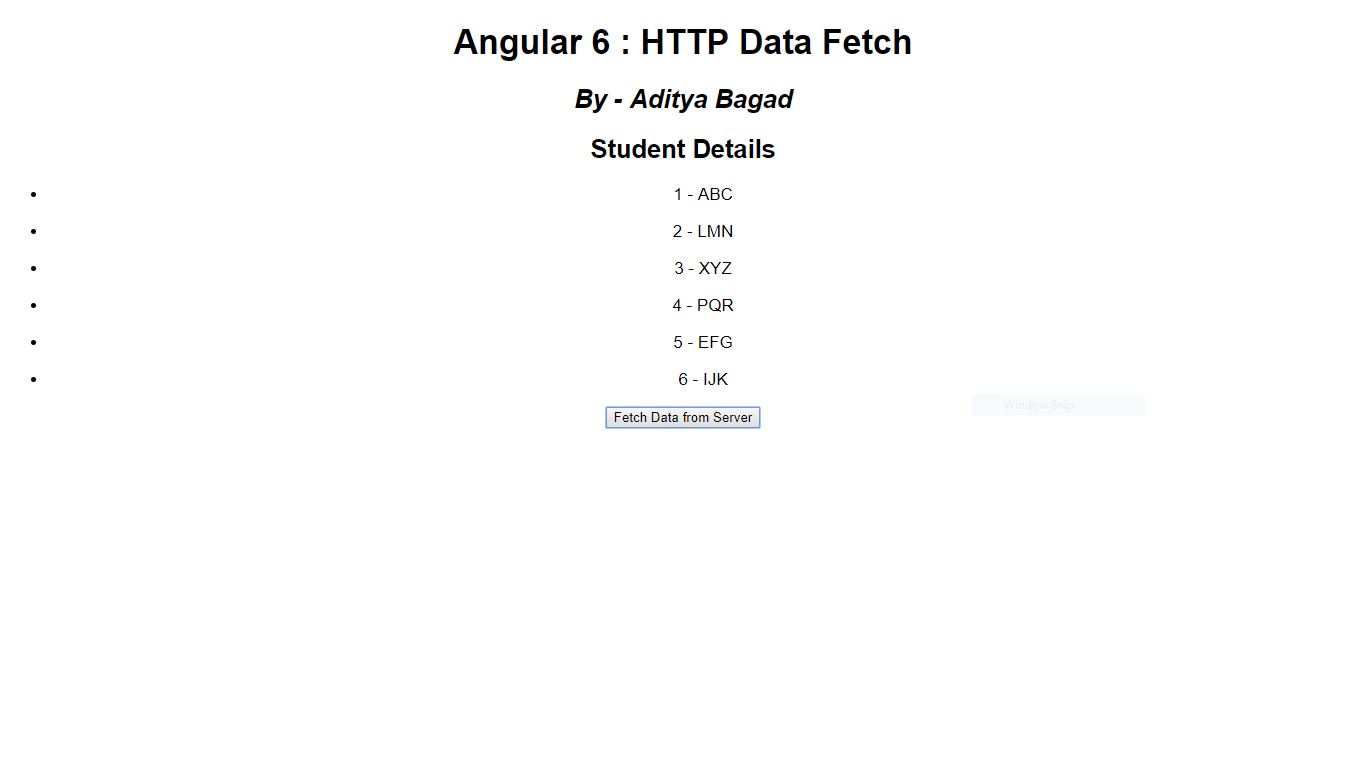 Angular 6 : HTTP Data Fetch
By - Aditya Bagad
Student Details
• 1 - ABC
• 2 - LMN
• 3 - XYZ
• 4 - PQR
• 5 - EFG
• 6 - IJK
Window Snip
Fetch Data from Server